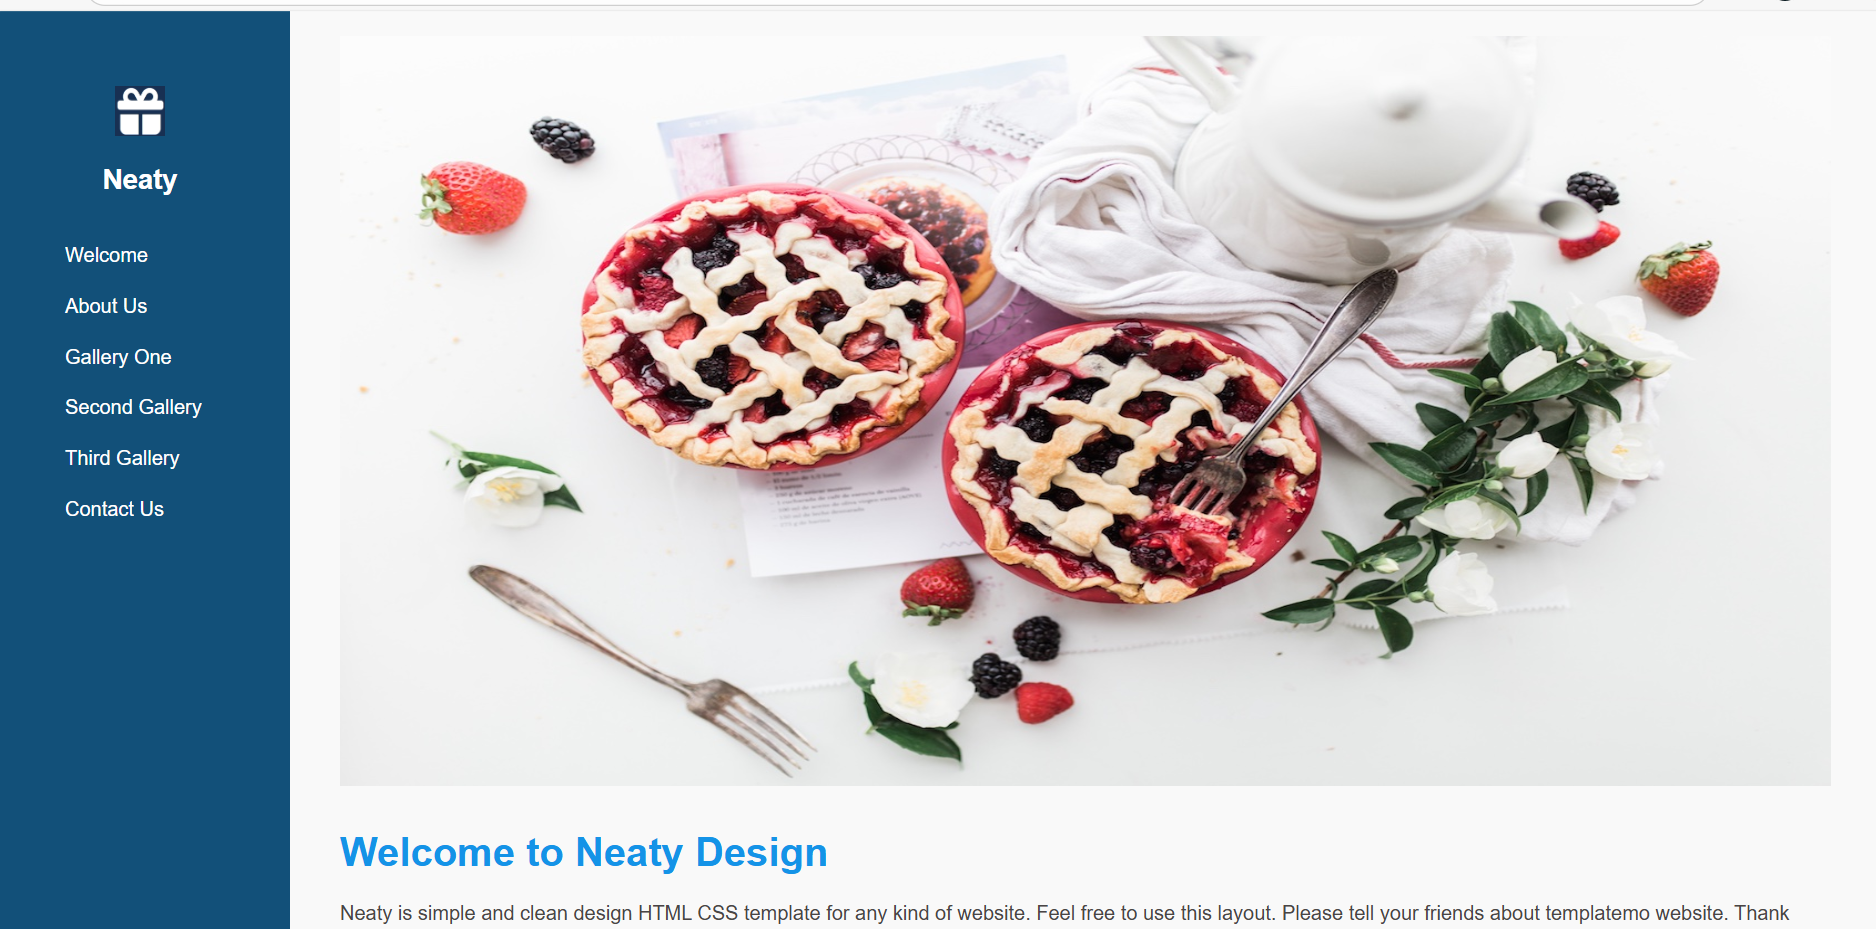 Neaty
Welcome
About Us
Gallery One
Second Gallery
Third Gallery
Contact Us
Welcome to Neaty Design
Neaty is simple and clean design HTML CSS template for any kind of website. Feel free to use this layout. Please tell your friends about templatemo website. Thank